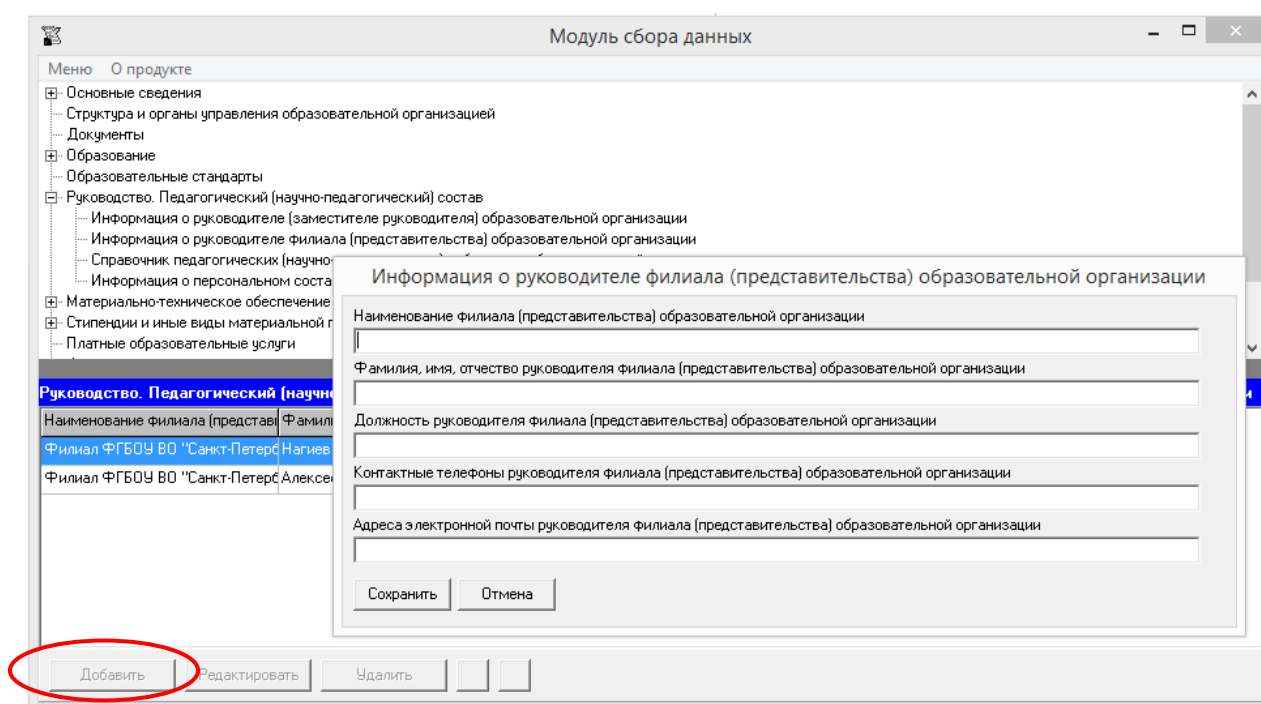 Модуль сбора данных
Меню О продукте
Основные сведения
Структура и органы управления образовательной организацией
Документы
Образование
Образовательные стандарты
Руководство. Педагогический (научно-педагогический) состав
Информация о руководителе (заместителе руководителя) образовательной организации
Информация о руководителе филиала (представительства) образовательной организации
Справочник педагогических (научно-
Информация о персональном соста
Материально-техническое обеспечение
Стипендии и иные виды материальной
Платные образовательные услуги
Информация о руководителе филиала (представительства) образовательной организации
Наименование филиала (представительства) образовательной организации
Фамилия, имя, отчество руководителя филиала (представительства) образовательной организации
Должность руководителя филиала (представительства) образовательной организации
Контактные телефоны руководителя филиала (представительства) образовательной организации
Адреса электронной почты руководителя филиала (представительства) образовательной организации
Сохранить Отмена
Руководство. Педагогический (научн
Наименование филиала (представи Фамили
Филиал ФГБОУ ВО "Санкт-Петерб Нагиев
Филиал ФГБОУ ВО "Санкт-Петерб Алексе
Добавить Редактировать Удалить